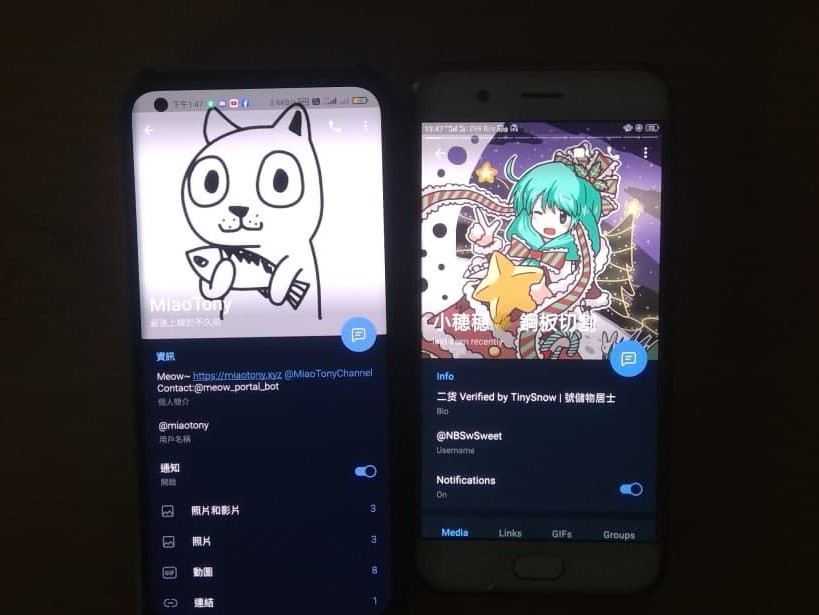 下午1:47
MiaoTony
最後上線於不久前
資訊
Meow~ https://miaotony.xyz @MiaoTonyChannel
Contact:@meow_portal_bot
個人簡介
@miaotony
用戶名稱
通知
開啟
照片和影片 3
照片 3
GIF 動圖 8
連結 1
13:47
小穗穗 鋼板切割
last seen recently
Info
二货 Verified by TinySnow | 號儲物居士
Bio
@NBSwSweet
Username
Notifications
On
Media Links GIFs Groups